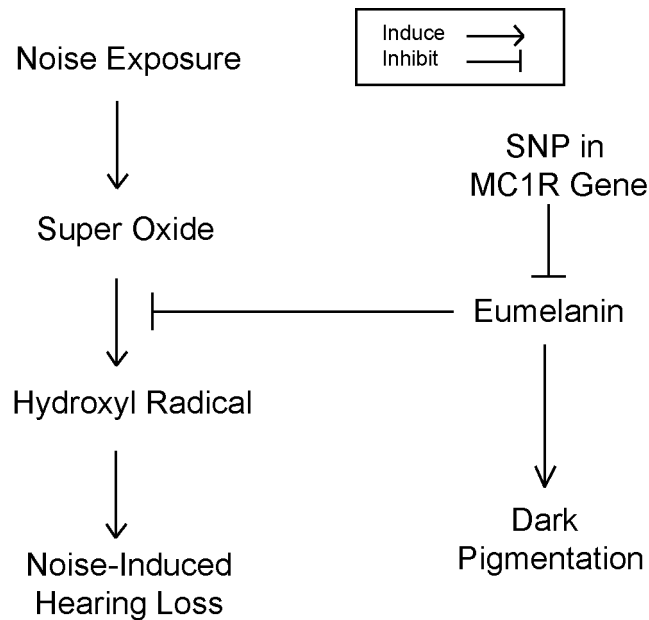 Noise Exposure
Induce
Inhibit
SNP in
MC1R Gene
Super Oxide
Eumelanin
Hydroxyl Radical
Dark
Pigmentation
Noise-Induced
Hearing Loss